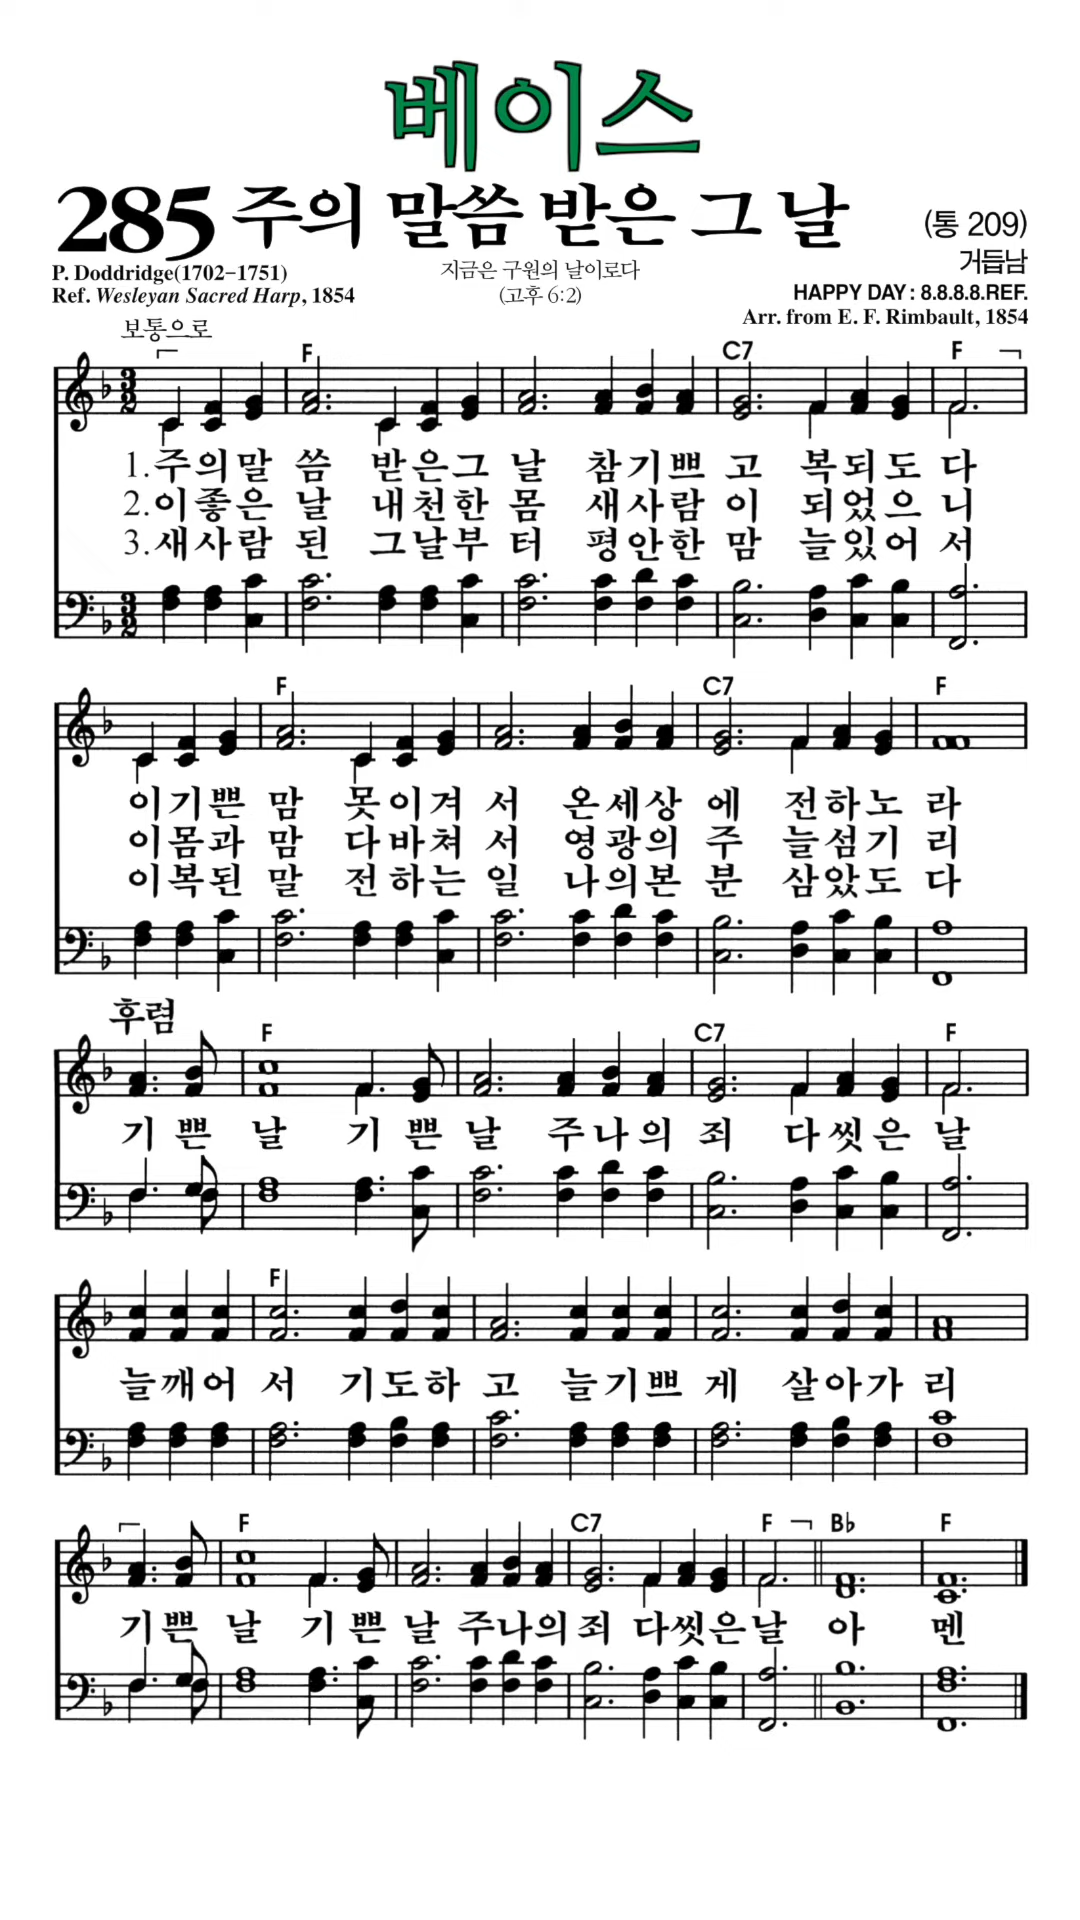 베이스
285 주의 말씀 받은 그 날 (통 209)
P. Doddridge(1702-1751) 지금은 구원의 날이로다 거듭남
Ref. Wesleyan Sacred Harp, 1854 (고후 6:2) HAPPY DAY : 8.8.8.8.REF.
Arr. from E. F. Rimbault, 1854
보통으로
F C7 F
3 2
1.주의말 씀 받은그 날 참기쁘 고 복되도 다
2.이좋은 날 내천한 몸 새사람 이 되었으 니
3.새사람 된 그날부 터 평안한 맘 늘있어 서
3 2
F C7 F
이기쁜 맘 못이겨 서 온세상 에 전하노 라
이몸과 맘 다바쳐 서 영광의 주 늘섬기 리
이복된 말 전하는 일 나의본 분 삼았도 다
후렴
F C7 F
기 쁜 날 기 쁜 날 주나의 죄 다씻은 날
F
늘깨어 서 기도하 고 늘기쁘 게 살아가 리
F C7 F B♭ F
기쁜 날 기 쁜 날 주나의죄 다씻은날 아 멘